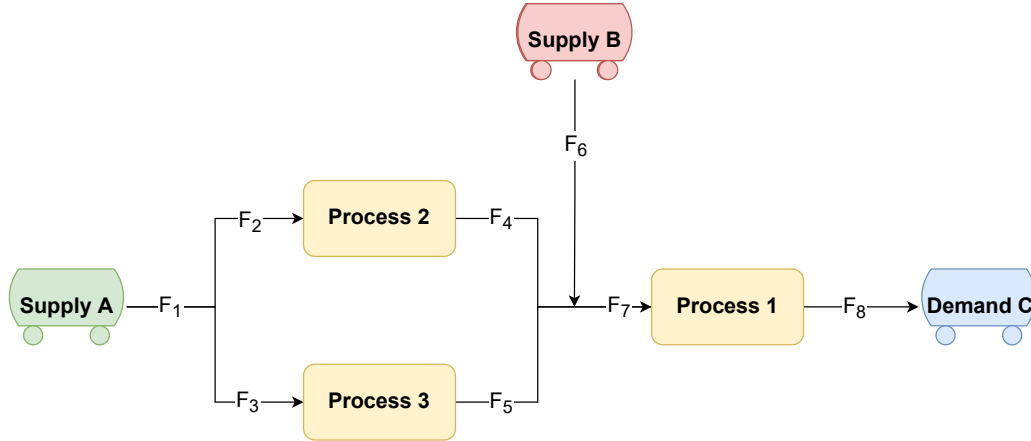 Supply B
F6
F2
Process 2
F4
Supply A
F1
F7
Process 1
F8
Demand C
F3
Process 3
F5